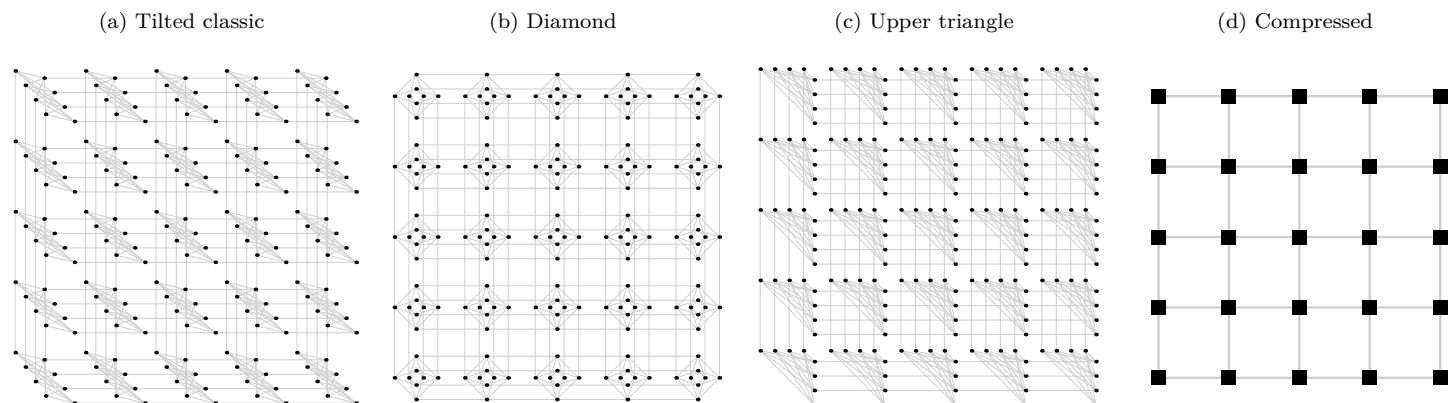 (a) Tilted classic
(b) Diamond
(c) Upper triangle
(d) Compressed